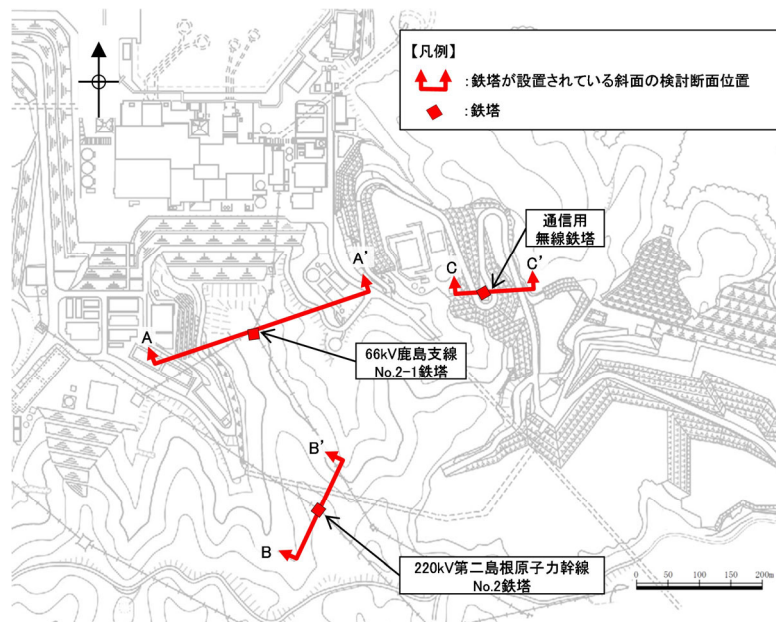 【凡例】
:鉄塔が設置されている斜面の検討断面位置
:鉄塔
通信用
無線鉄塔
A'
C
C'
A
66kV鹿島支線
No.2-1鉄塔
B'
B
220kV第二島根原子力幹線
No.2鉄塔
0 50 100 150 200m